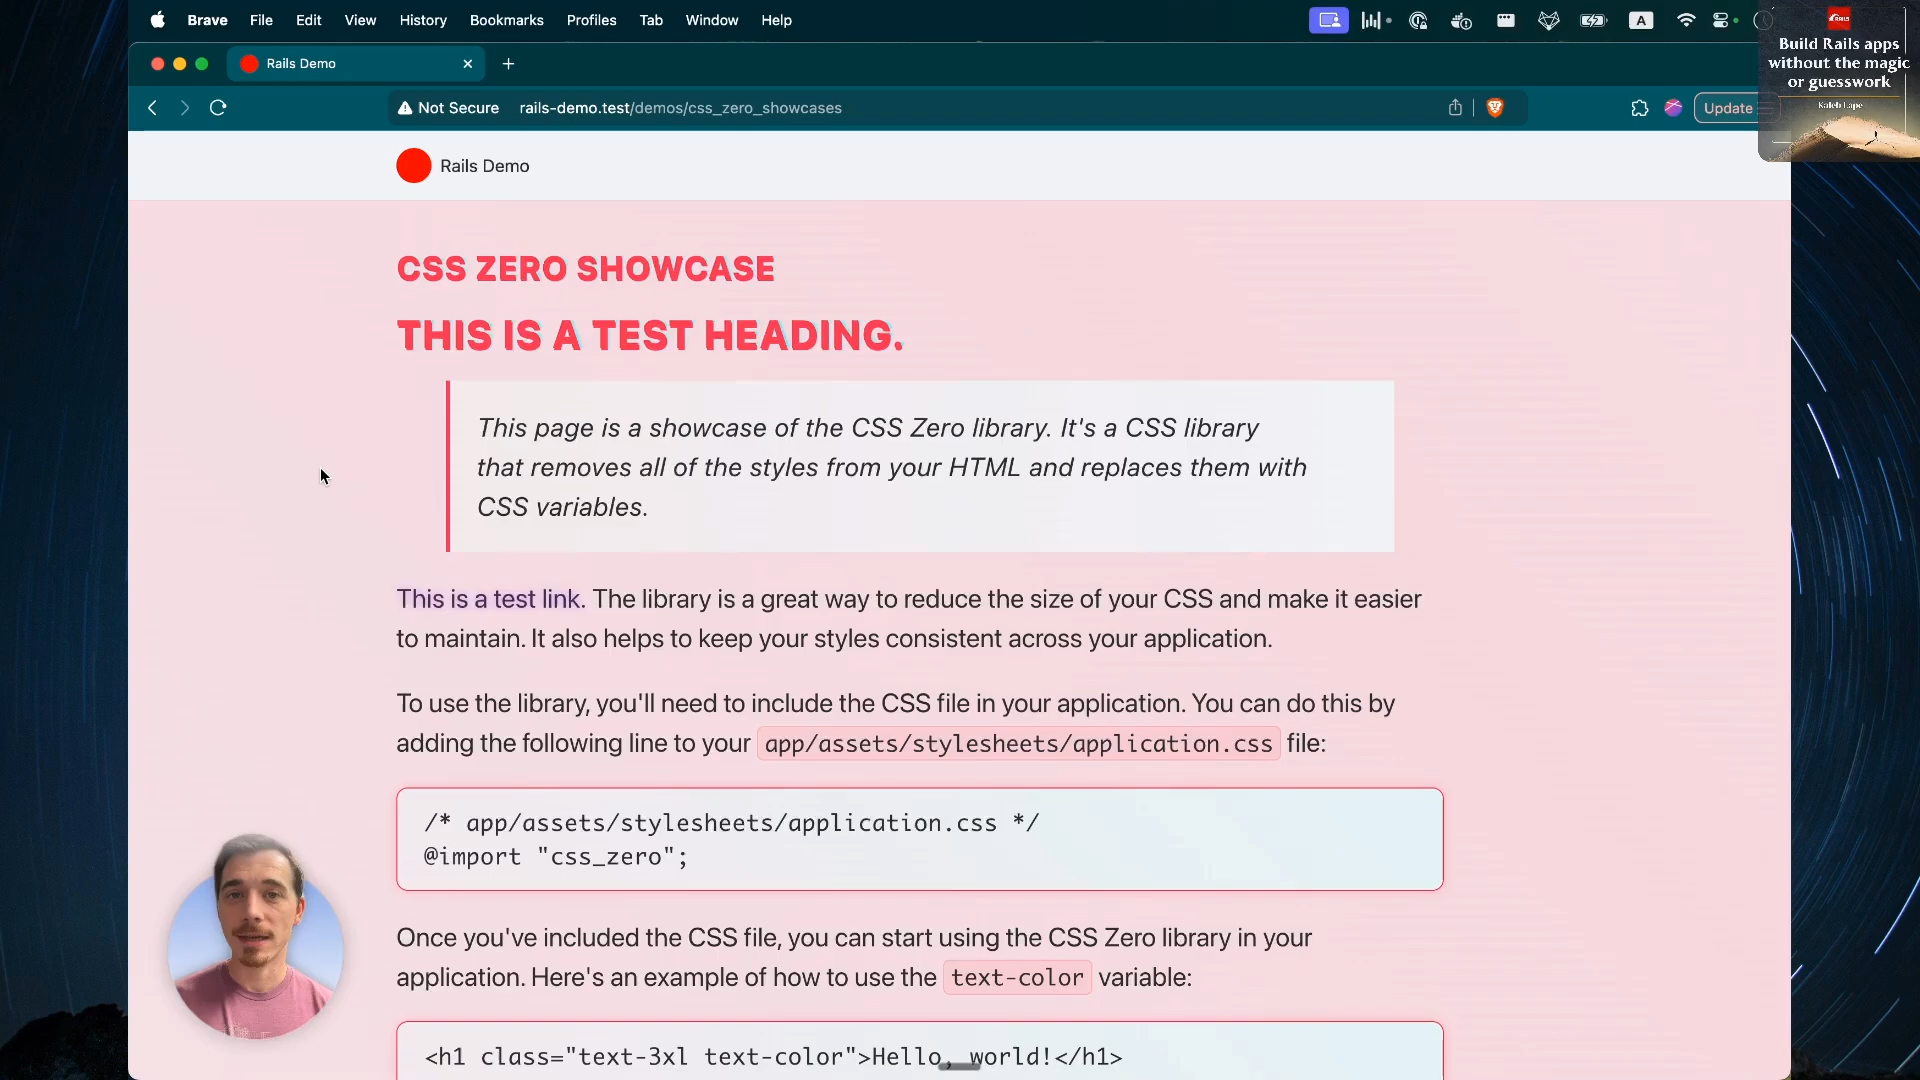 Brave File Edit View History Bookmarks Profiles Tab Window Help
A
Rails Demo
Not Secure rails-demo.test/demos/css_zero_showcases
Update
RAILS
Build Rails apps
without the magic
or guesswork
Kaleb Lape
Rails Demo
CSS ZERO SHOWCASE
THIS IS A TEST HEADING.
This page is a showcase of the CSS Zero library. It's a CSS library
that removes all of the styles from your HTML and replaces them with
CSS variables.
This is a test link. The library is a great way to reduce the size of your CSS and make it easier
to maintain. It also helps to keep your styles consistent across your application.
To use the library, you'll need to include the CSS file in your application. You can do this by
adding the following line to your app/assets/stylesheets/application.css file:
/* app/assets/stylesheets/application.css */
@import "css_zero";
Once you've included the CSS file, you can start using the CSS Zero library in your
application. Here's an example of how to use the text-color variable:
<h1 class="text-3xl text-color">Hello, world!</h1>